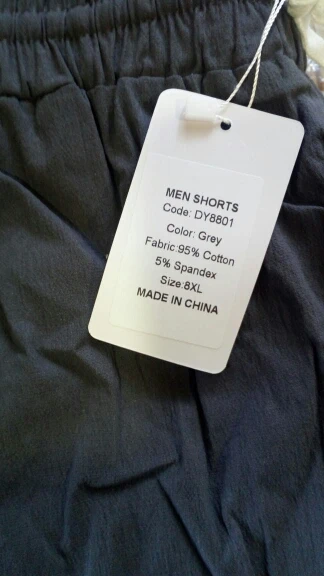 MEN SHORTS
Code: DY8801
Color: Grey
Fabric:95% Cotton
5% Spandex
Size:8XL
MADE IN CHINA